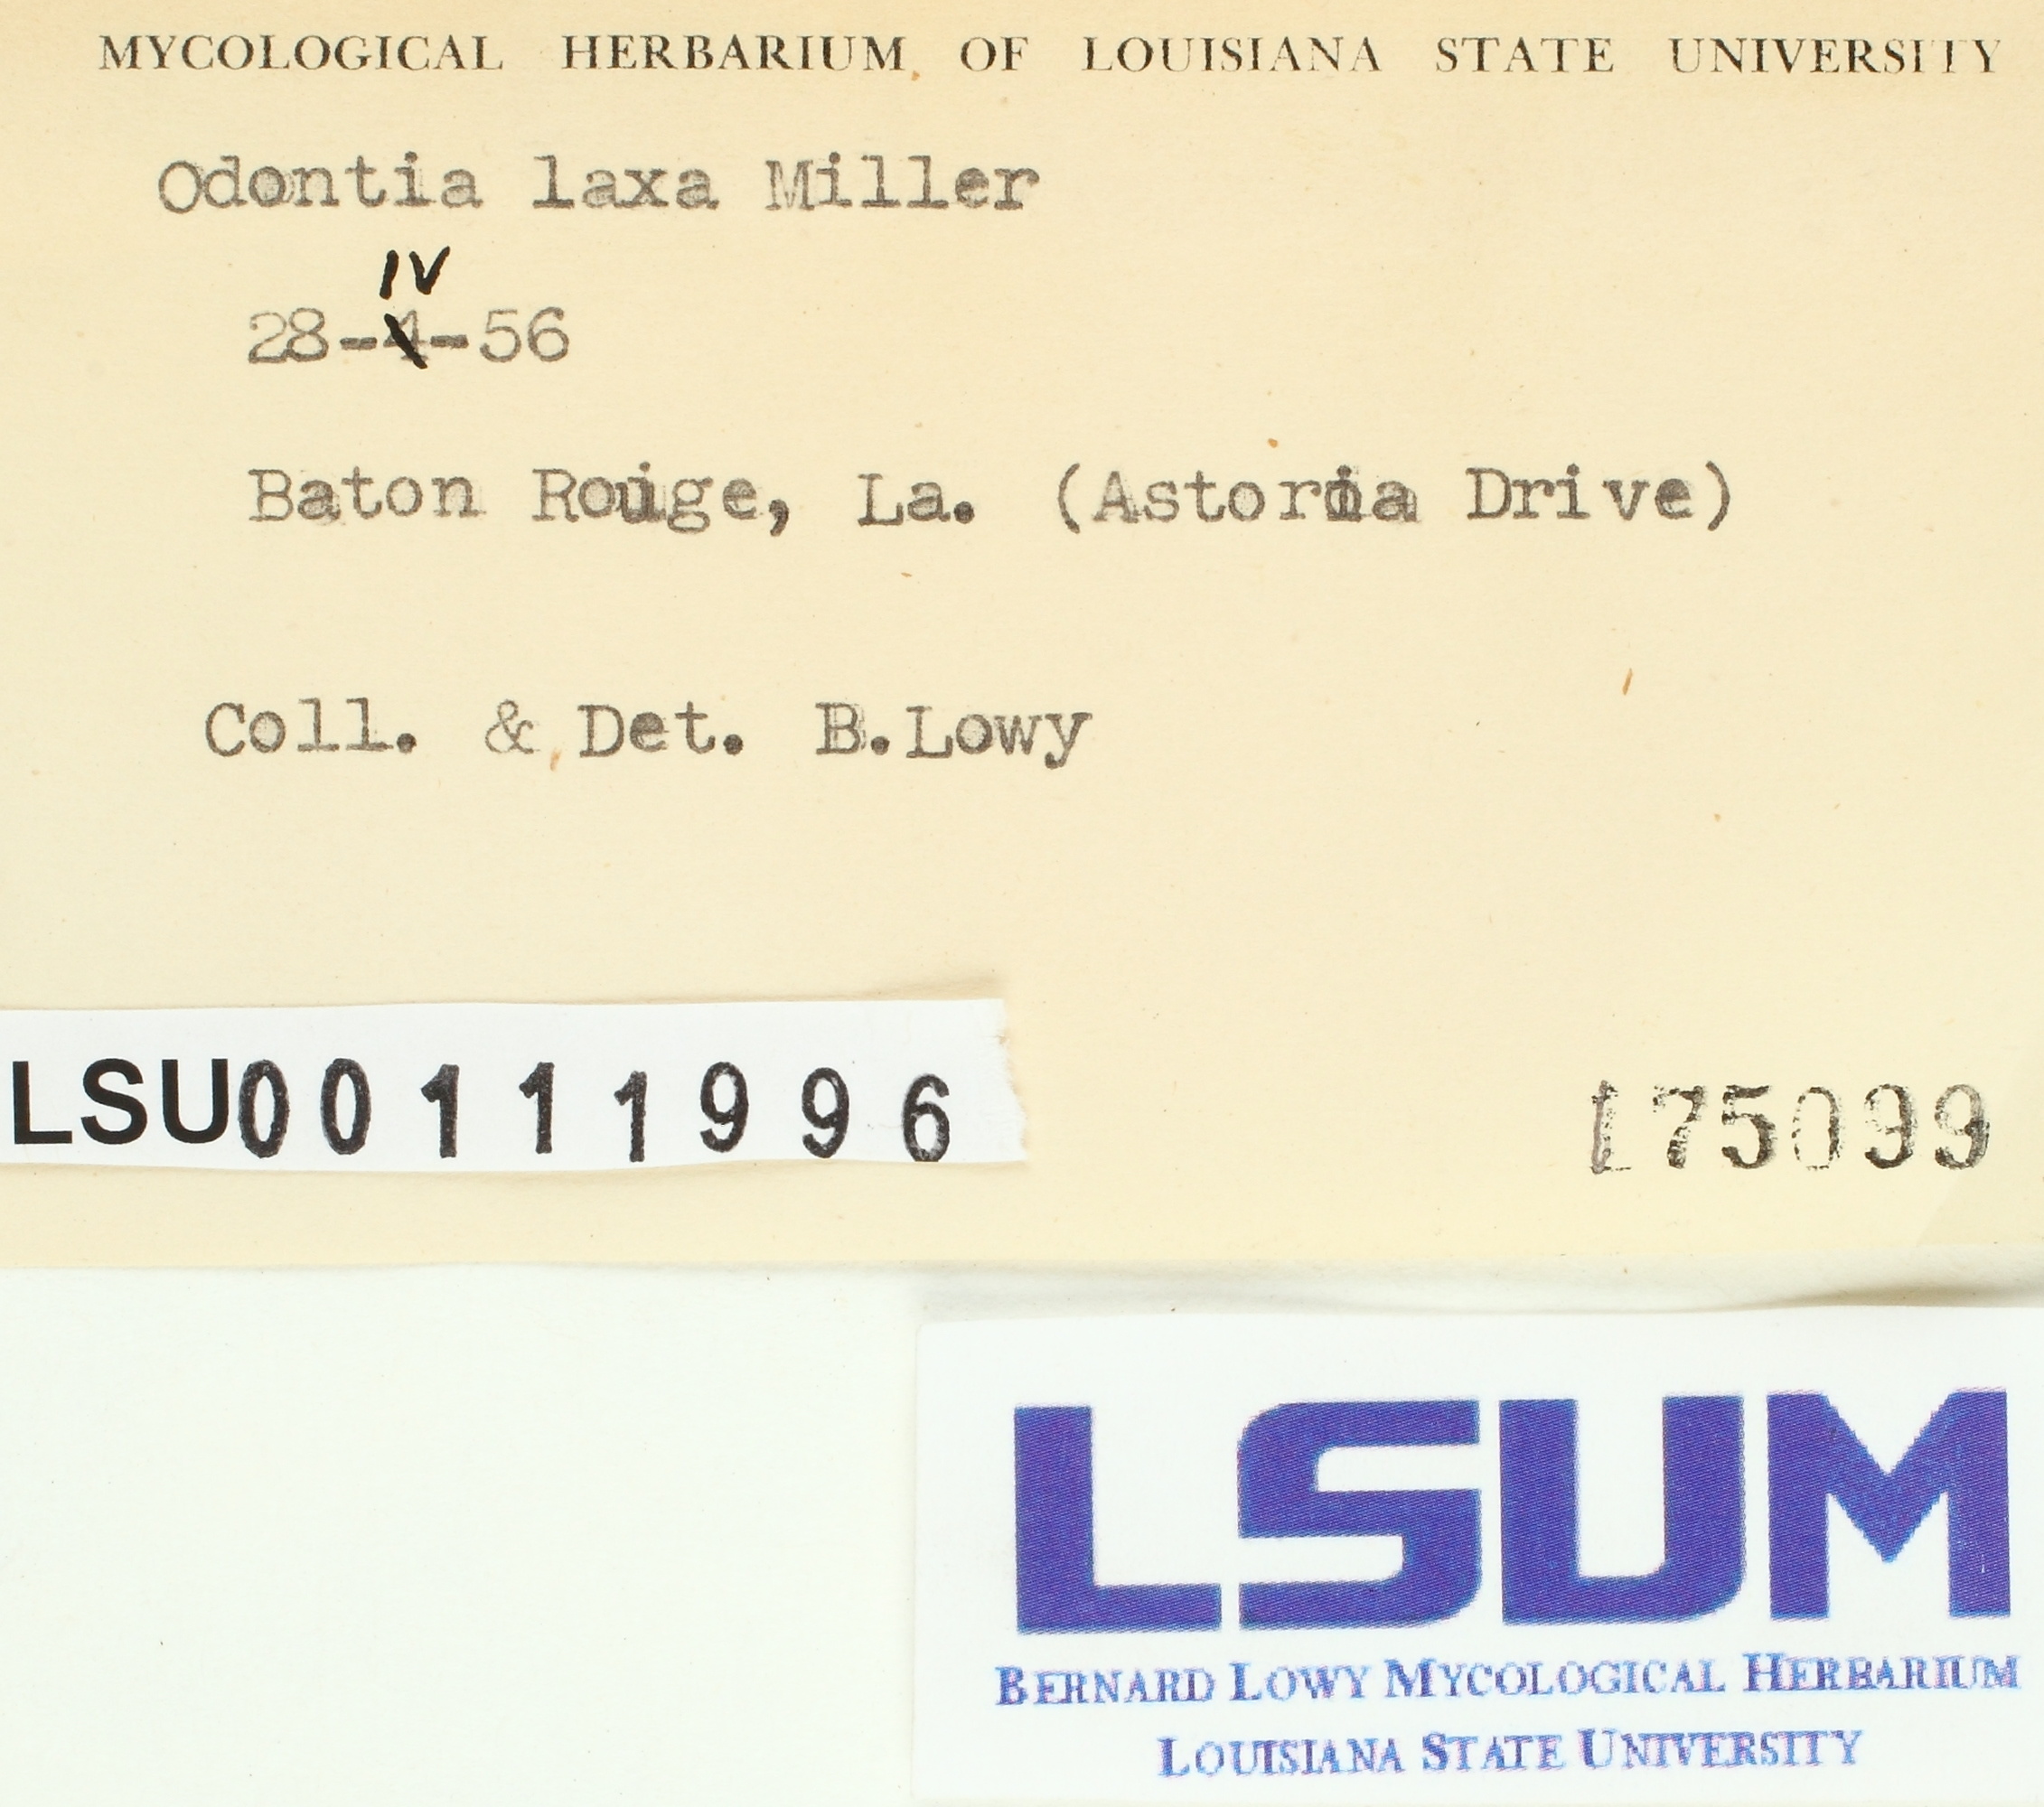 MYCOLOGICAL HERBARIUM OF LOUISIANA STATE UNIVERSITY
Odontia laxa Miller
IV
28-4-56
Baton Rouge, La. (Astoria Drive)
Coll. & Det. B.Lowy
LSU00111996
175099
LSUM
BERNARD LOWY MYCOLOGICAL HERBARIUM
LOUISIANA STATE UNIVERSITY